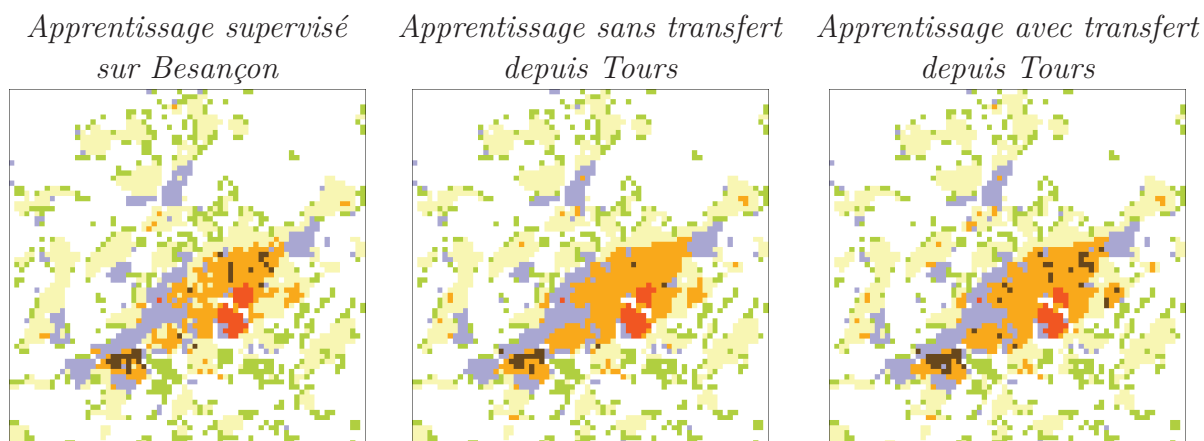 Apprentissage supervisé
sur Besançon
Apprentissage sans transfert
depuis Tours
Apprentissage avec transfert
depuis Tours